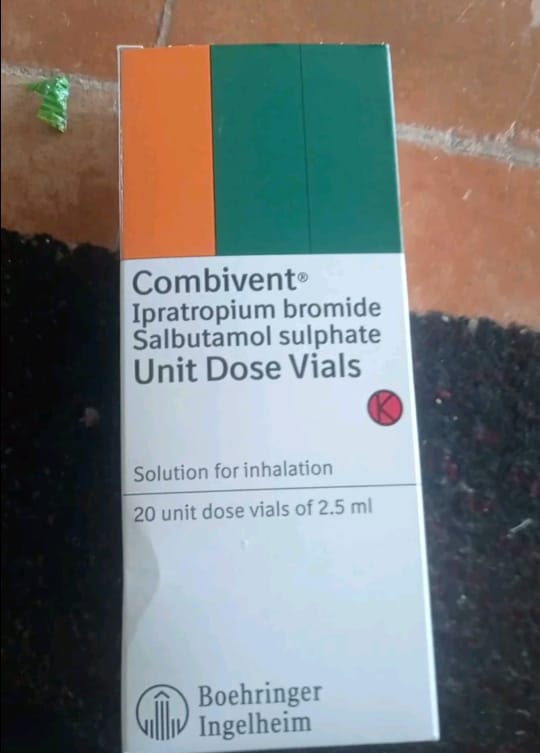 Combivent®
Ipratropium bromide
Salbutamol sulphate
Unit Dose Vials
K
Solution for inhalation
20 unit dose vials of 2.5 ml
Boehringer
Ingelheim